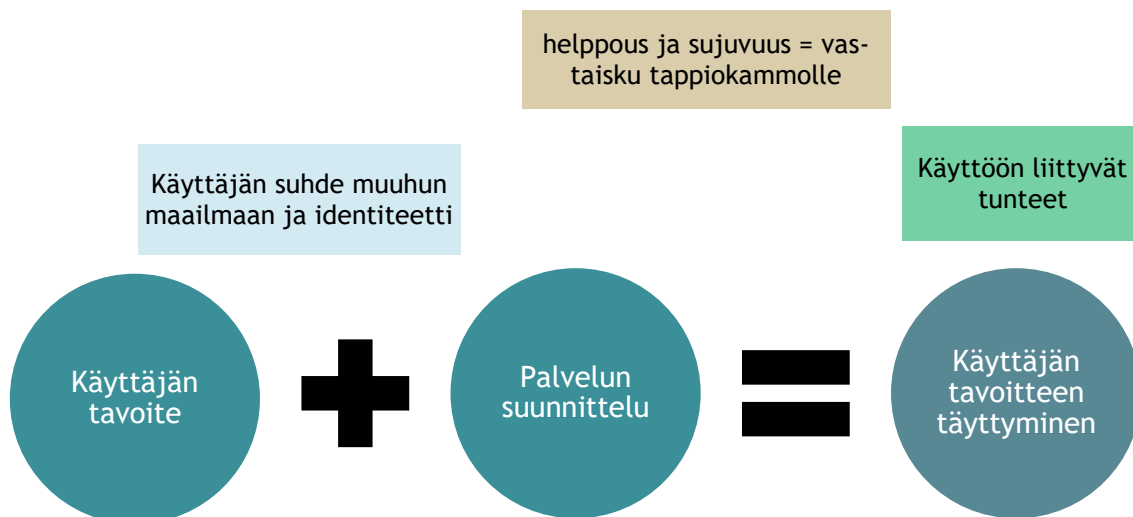 helppous ja sujuvuus = vas-
taisku tappiokammolle
Käyttäjän suhde muuhun
maailmaan ja identiteetti
Käyttöön liittyvät
tunteet
Käyttäjän
tavoite
Palvelun
suunnittelu
Käyttäjän
tavoitteen
täyttyminen